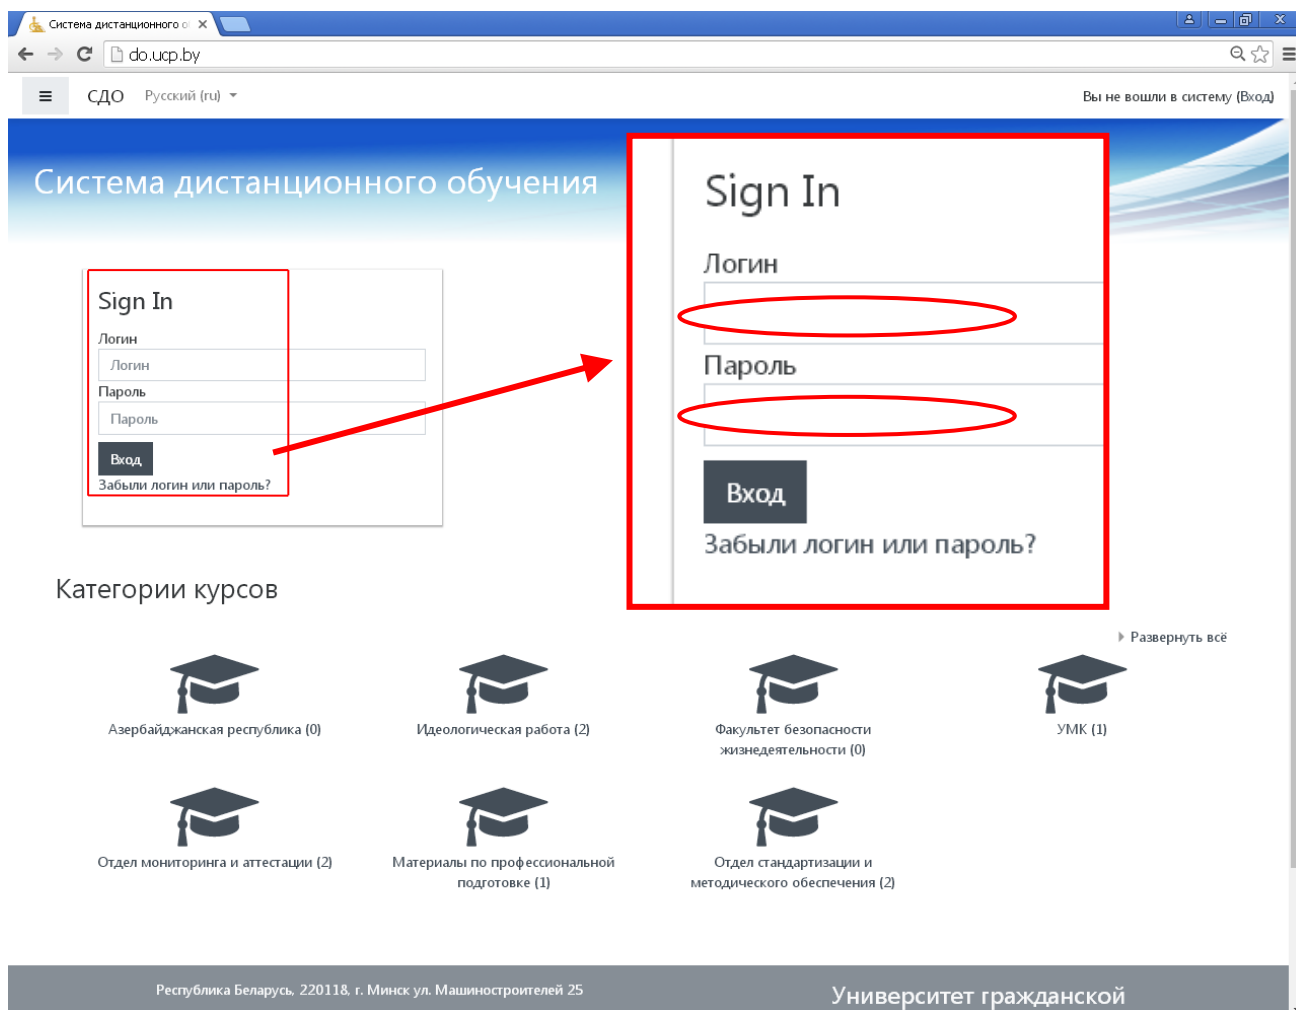 Система дистанционного о
do.ucp.by
СДО Русский (ru)
Вы не вошли в систему (Вход)
Система дистанционного обучения
Sign In
Логин
Логин
Пароль
Пароль
Вход
Забыли логин или пароль?
Sign In
Логин
Пароль
Вход
Забыли логин или пароль?
Категории курсов
Развернуть всё
Азербайджанская республика (0)
Идеологическая работа (2)
Факультет безопасности
жизнедеятельности (0)
УМК (1)
Отдел мониторинга и аттестации (2)
Материалы по профессиональной
подготовке (1)
Отдел стандартизации и
методического обеспечения (2)
Республика Беларусь, 220118, г. Минск ул. Машиностроителей 25
Университет гражданской